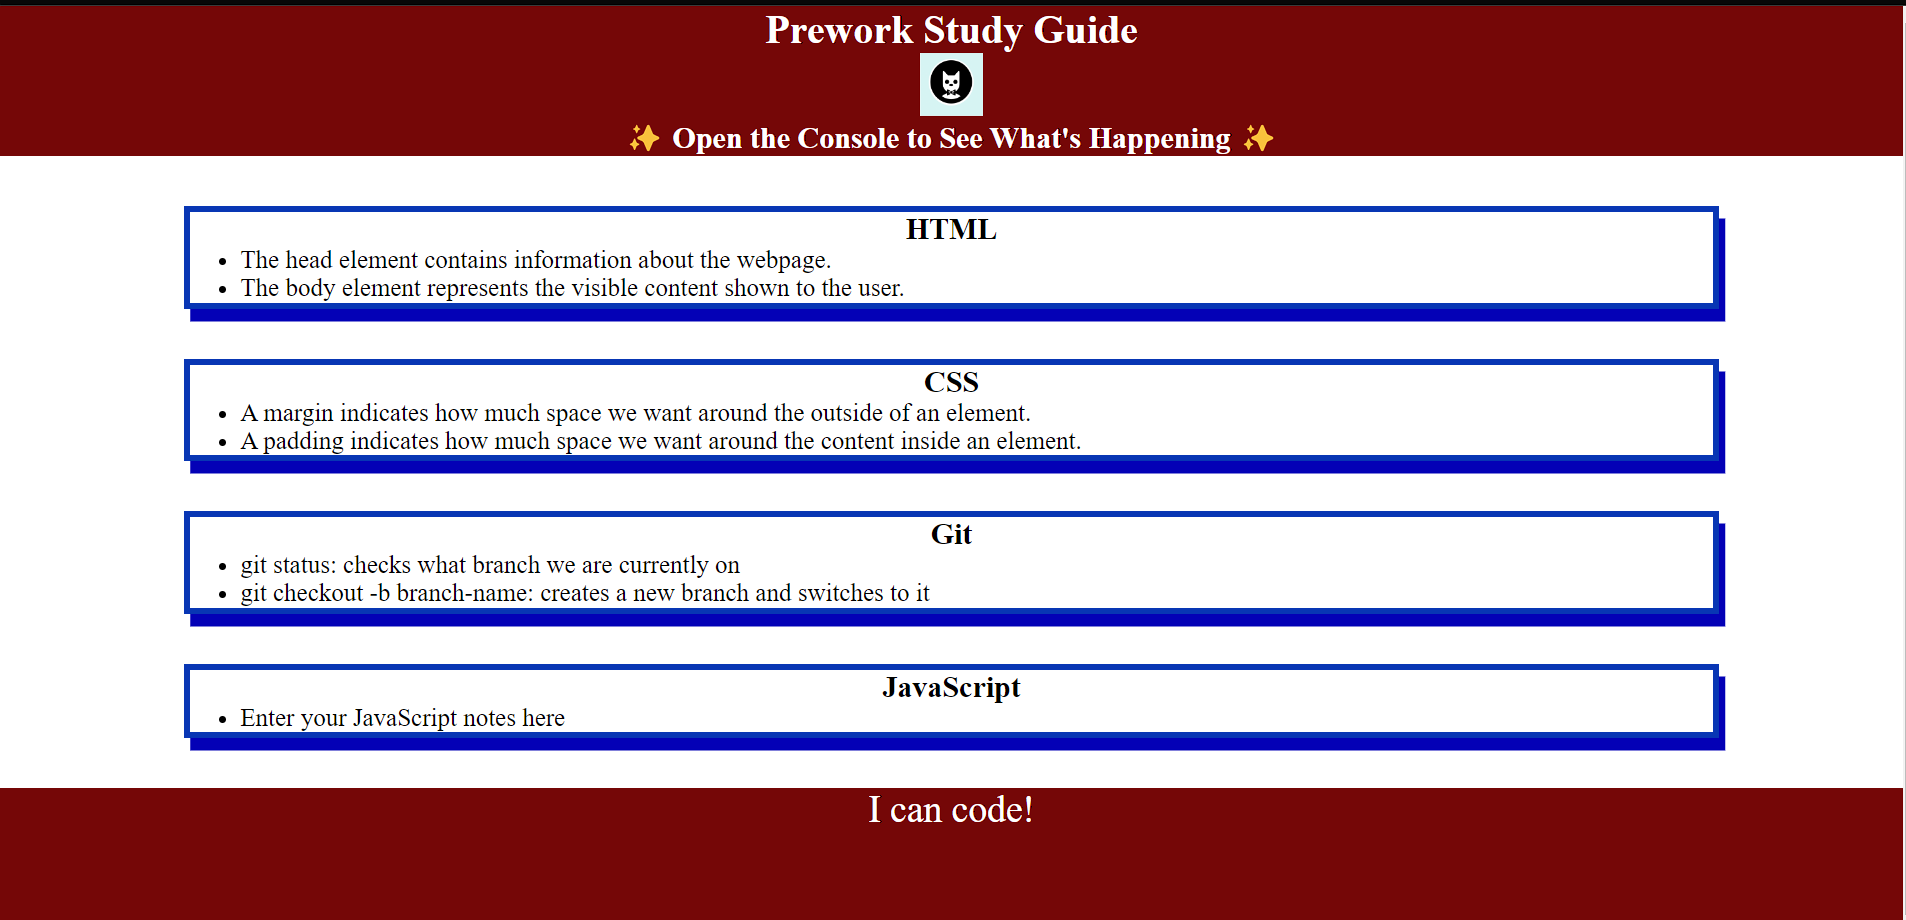 Prework Study Guide
✨ Open the Console to See What's Happening ✨
HTML
• The head element contains information about the webpage.
• The body element represents the visible content shown to the user.
CSS
• A margin indicates how much space we want around the outside of an element.
• A padding indicates how much space we want around the content inside an element.
Git
• git status: checks what branch we are currently on
• git checkout -b branch-name: creates a new branch and switches to it
JavaScript
• Enter your JavaScript notes here
I can code!